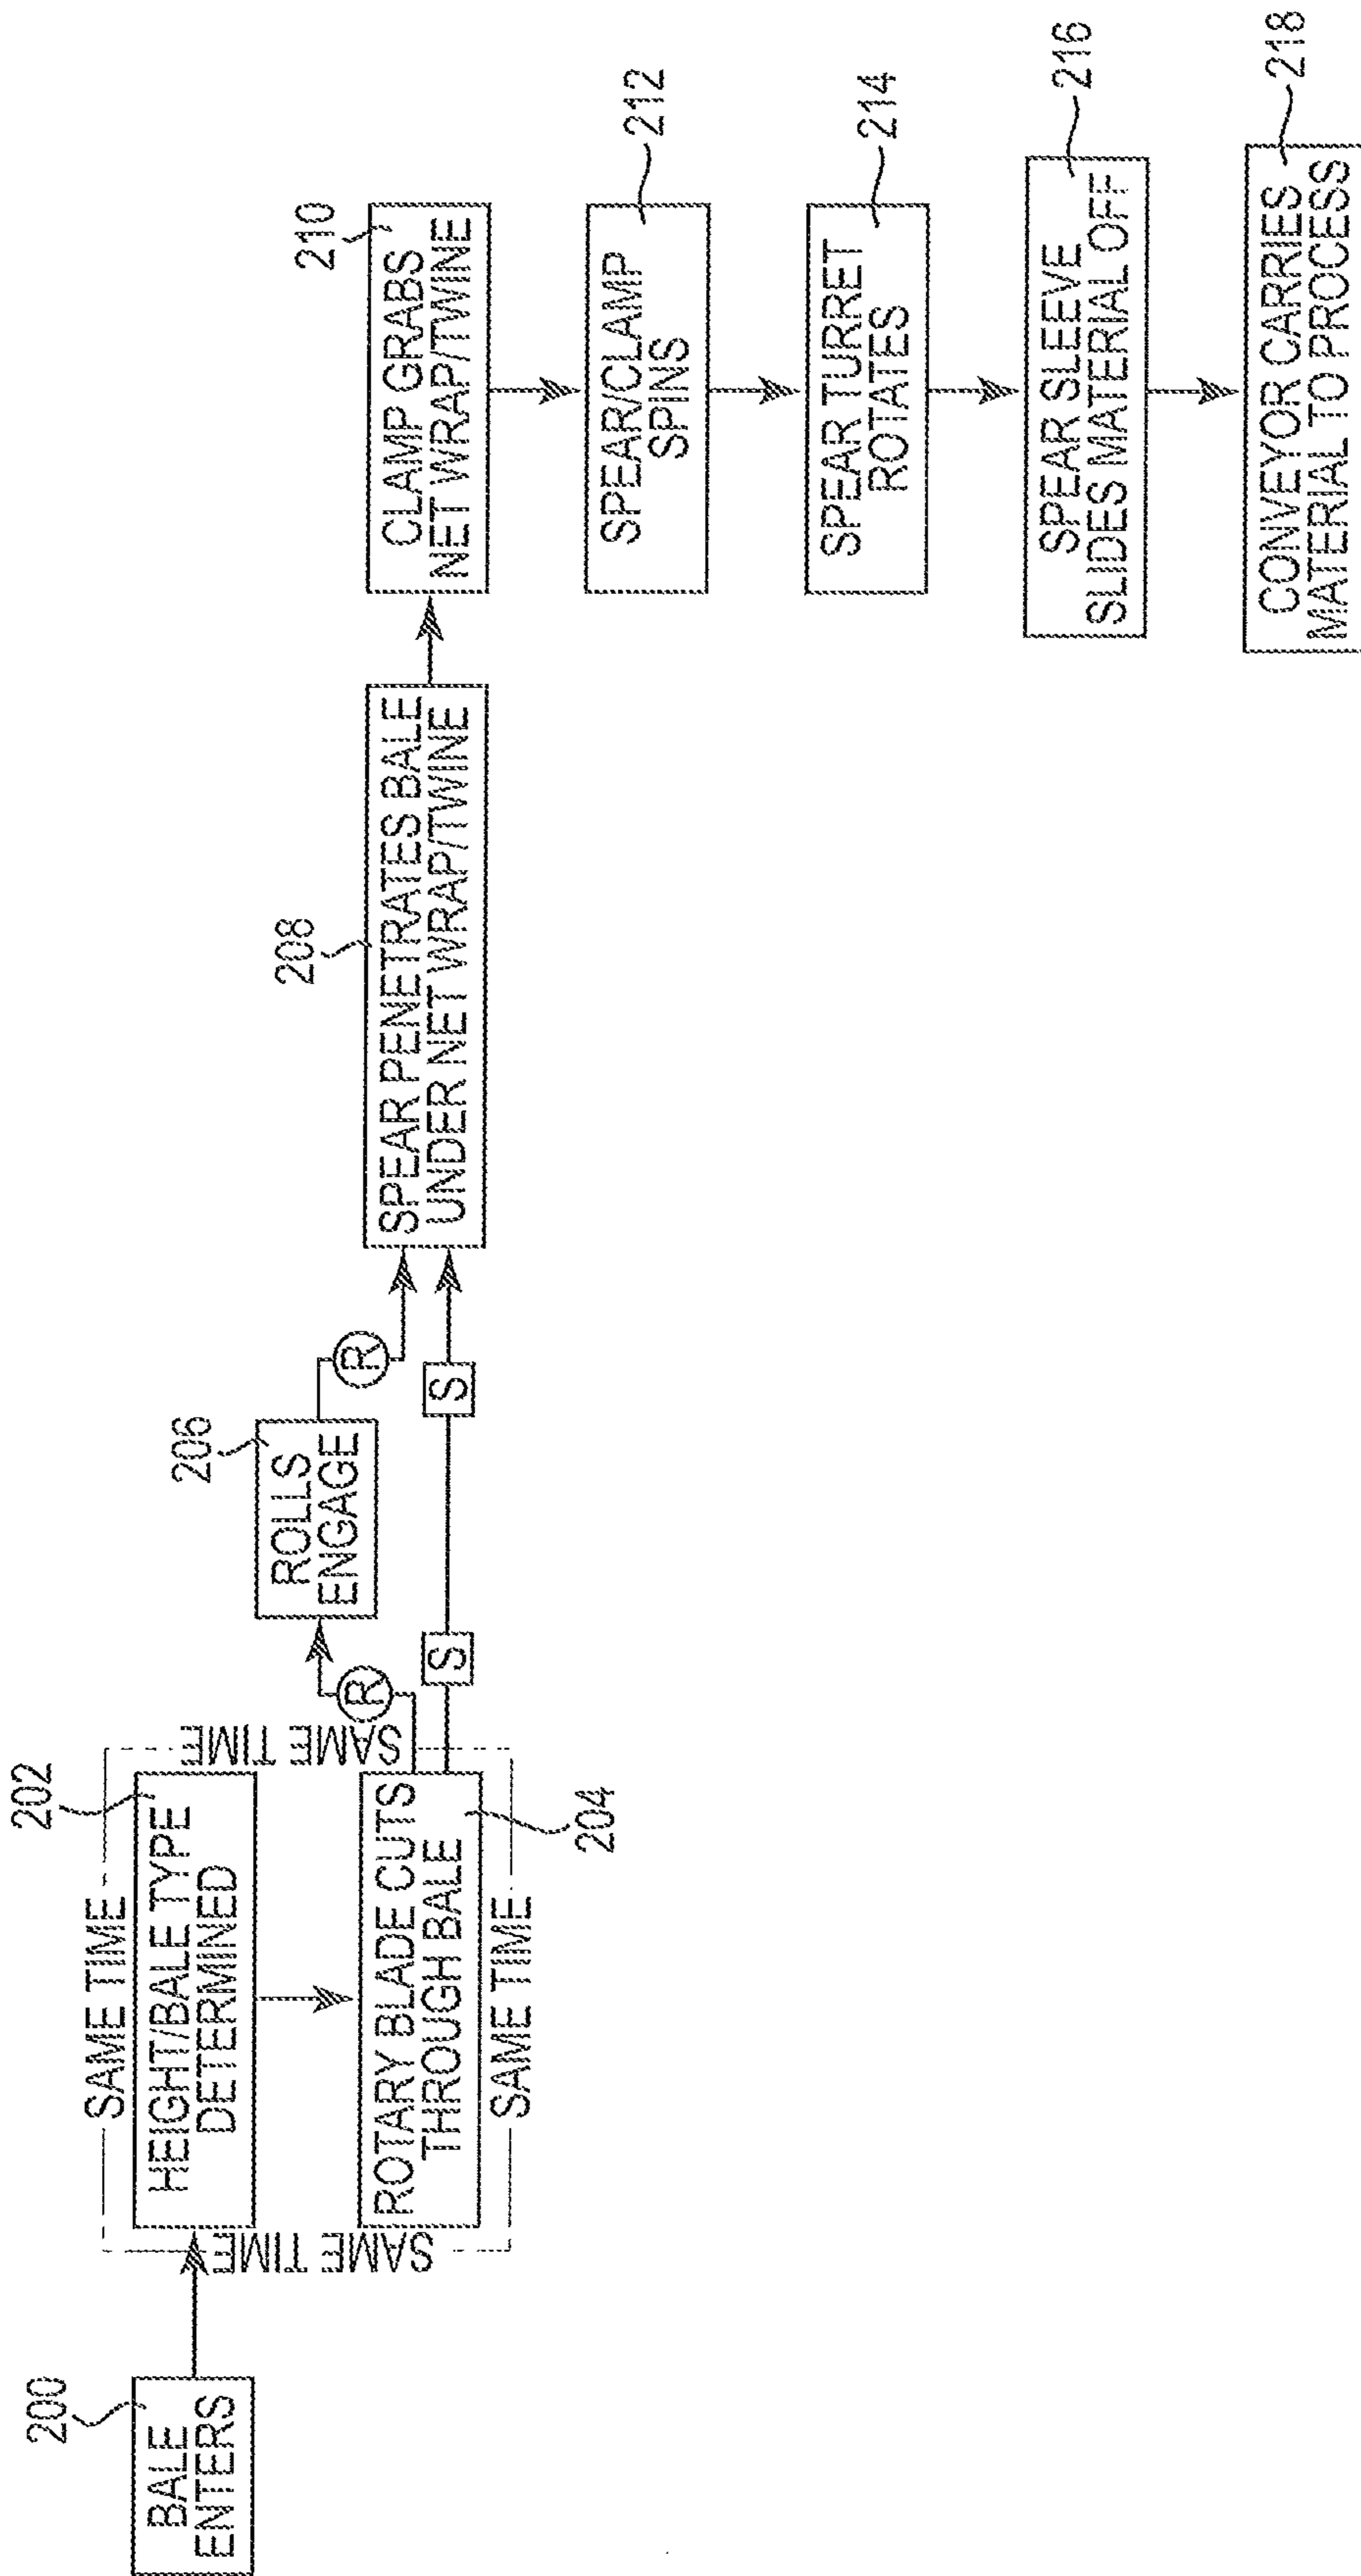 200
BALE
ENTERS
SAME TIME
202
HEIGHT/BALE TYPE
DETERMINED
SAME TIME
SAME TIME
ROTARY BLADE CUTS
THROUGH BALE
204
SAME TIME
R
S
206
ROLLS
ENGAGE
R
S
208
SPEAR PENETRATES BALE
UNDER NET WRAP/TWINE
210
CLAMP GRABS
NET WRAP/TWINE
212
SPEAR/CLAMP
SPINS
214
SPEAR TURRET
ROTATES
216
SPEAR SLEEVE
SLIDES MATERIAL OFF
218
CONVEYOR CARRIES
MATERIAL TO PROCESS